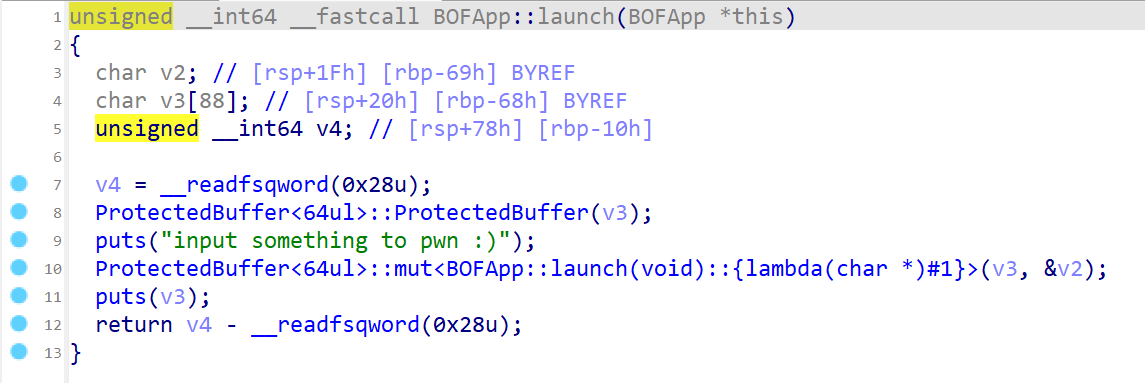 1 unsigned __int64 __fastcall BOFApp::launch(BOFApp *this)
2 {
3 char v2; // [rsp+1Fh] [rbp-69h] BYREF
4 char v3[88]; // [rsp+20h] [rbp-68h] BYREF
5 unsigned __int64 v4; // [rsp+78h] [rbp-10h]
6
7 v4 = __readfsqword(0x28u);
8 ProtectedBuffer<64ul>::ProtectedBuffer(v3);
9 puts("input something to pwn :)");
10 ProtectedBuffer<64ul>::mut<BOFApp::launch(void)::{lambda(char *)#1}>(v3, &v2);
11 puts(v3);
12 return v4 - __readfsqword(0x28u);
13 }